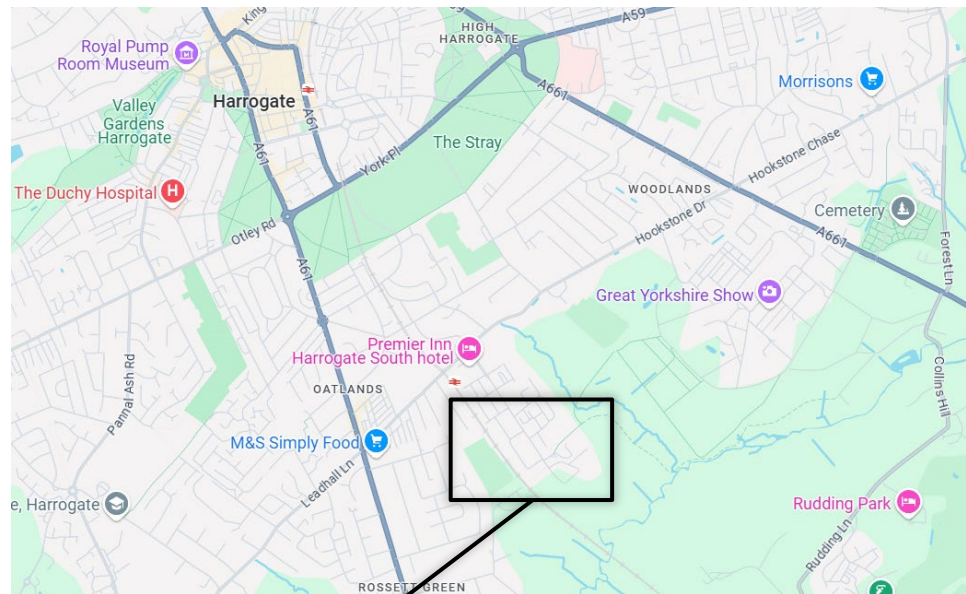 King
A59
HIGH
HARROGATE
Royal Pump
Room Museum
A661
Morrisons
Harrogate
A61
Valley
Gardens
Harrogate
The Stray
A61
York Pl
Hookstone Chase
WOODLANDS
The Duchy Hospital
H
Cemetery
Otley Rd
Hookstone Dr
A661
Forest Ln
A61
Great Yorkshire Show
Premier Inn
Harrogate South hotel
Pannal Ash Rd
OATLANDS
Collins Hill
M&S Simply Food
Leadhall Ln
e, Harrogate
Rudding Park
Rudding Ln
ROSSETT GREEN